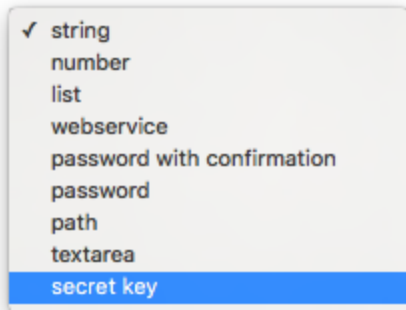 ✓ string
number
list
webservice
password with confirmation
password
path
textarea
secret key